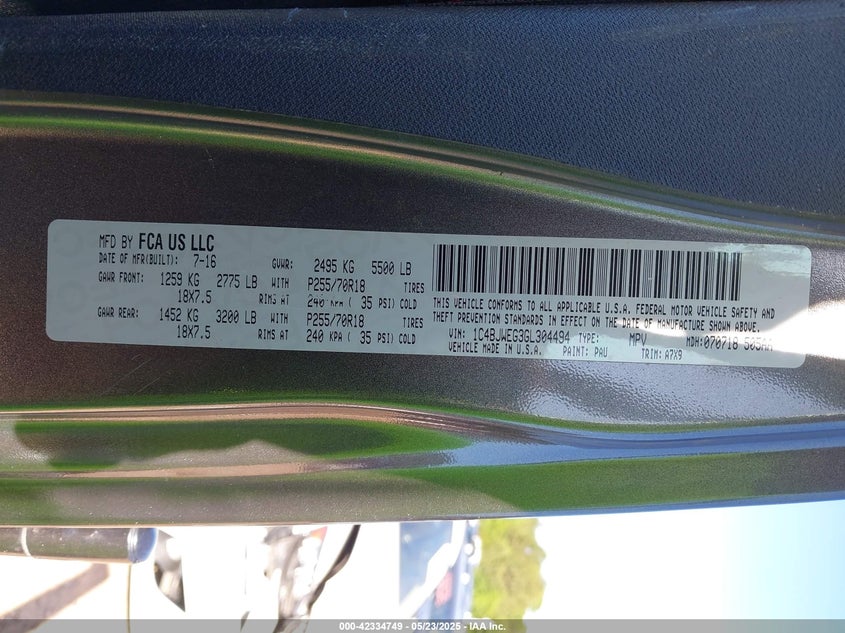 MFD BY FCA US LLC
DATE OF MFR(BUILT): 7-16 GVWR: 2495 KG 5500 LB
GAWR FRONT: 1259 KG 2775 LB WITH P255/70R18 TIRES
18X7.5 RIMS AT 240 KPA ( 35 PSI) COLD
GAWR REAR: 1452 KG 3200 LB WITH P255/70R18 TIRES
18X7.5 RIMS AT 240 KPA ( 35 PSI) COLD
THIS VEHICLE CONFORMS TO ALL APPLICABLE U.S.A. FEDERAL MOTOR VEHICLE SAFETY AND
THEFT PREVENTION STANDARDS IN EFFECT ON THE DATE OF MANUFACTURE SHOWN ABOVE.
VIN: 1C4BJWEG3GL304494 TYPE: MPV MDH:070718 505AA
VEHICLE MADE IN U.S.A. PAINT: PAU TRIM: A7X9
000-42334749 - 05/23/2025 - IAA Inc.